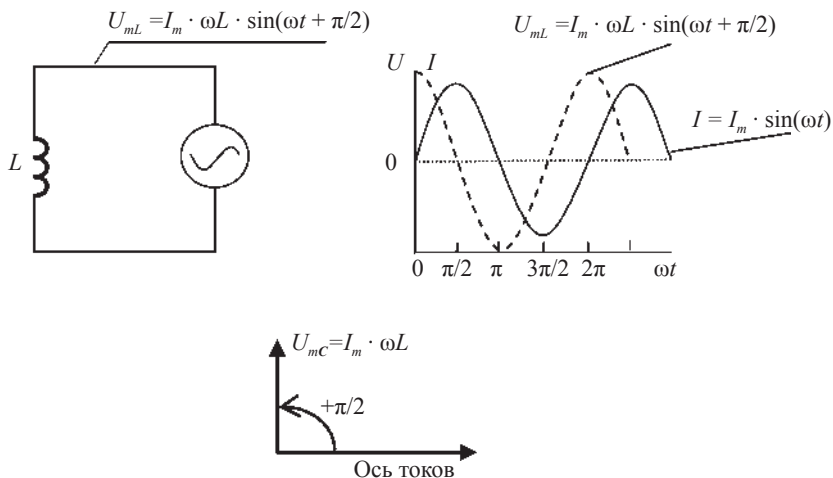 U_mL =I_m · ωL · sin(ωt + π/2)
L
U_mL =I_m · ωL · sin(ωt + π/2)
U I
I = I_m · sin(ωt)
0
0 π/2 π 3π/2 2π ωt
U_mC=I_m · ωL
+π/2
Ось токов